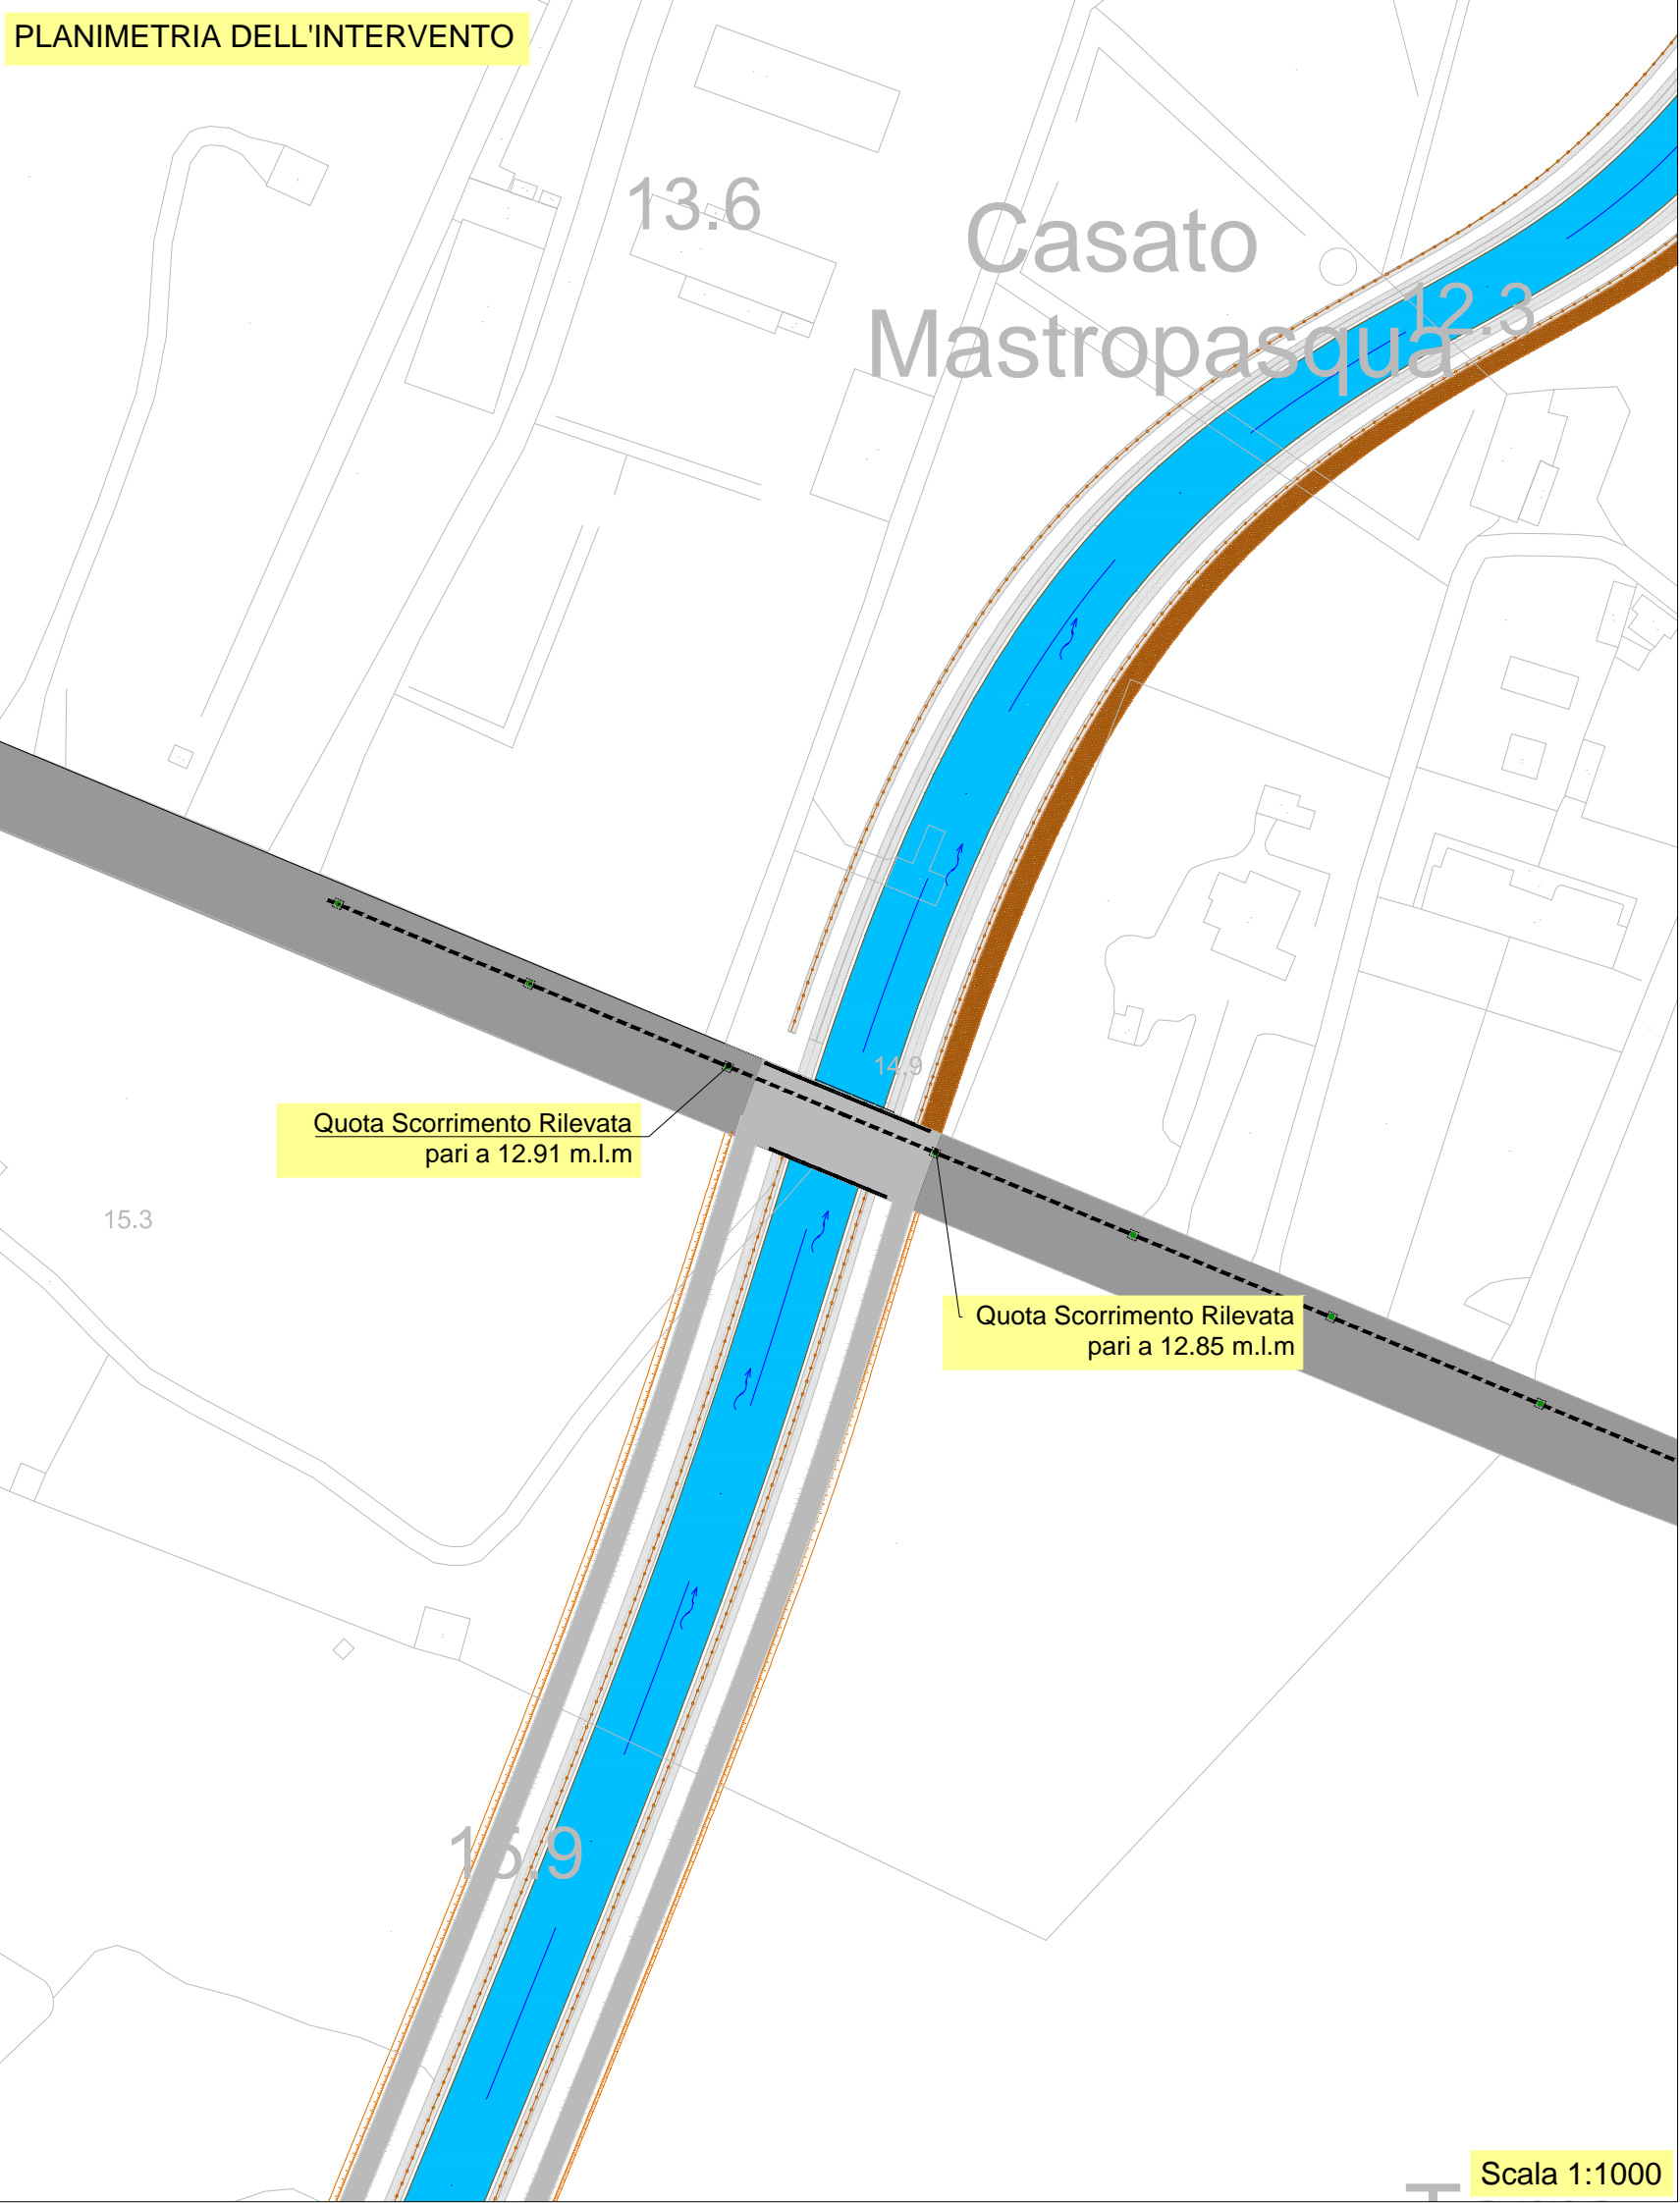 PLANIMETRIA DELL'INTERVENTO
13.6
Casato
Mastropasqua
12.3
14.9
Quota Scorrimento Rilevata
pari a 12.91 m.l.m
15.3
Quota Scorrimento Rilevata
pari a 12.85 m.l.m
15.9
Scala 1:1000